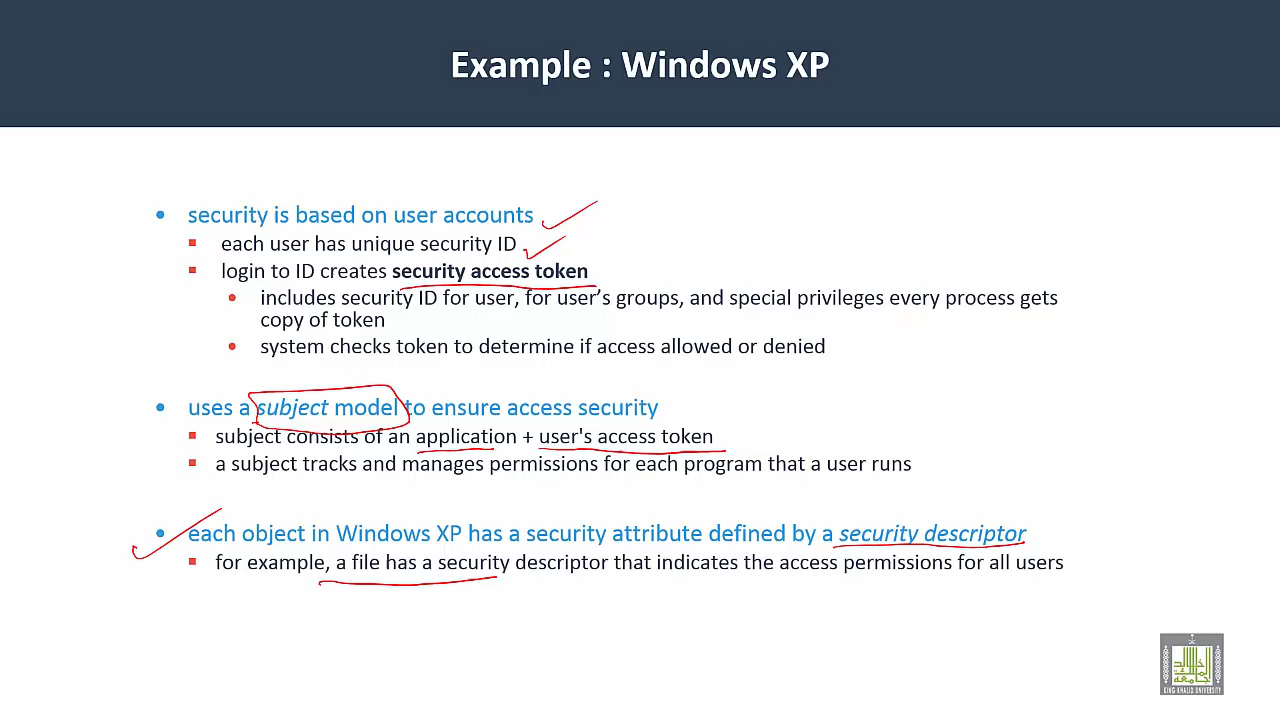 Example : Windows XP
security is based on user accounts
each user has unique security ID
login to ID creates security access token
includes security ID for user, for user's groups, and special privileges every process gets
copy of token
system checks token to determine if access allowed or denied
uses a subject model to ensure access security
subject consists of an application + user's access token
a subject tracks and manages permissions for each program that a user runs
each object in Windows XP has a security attribute defined by a security descriptor
for example, a file has a security descriptor that indicates the access permissions for all users
KING KHALID UNIVERSITY